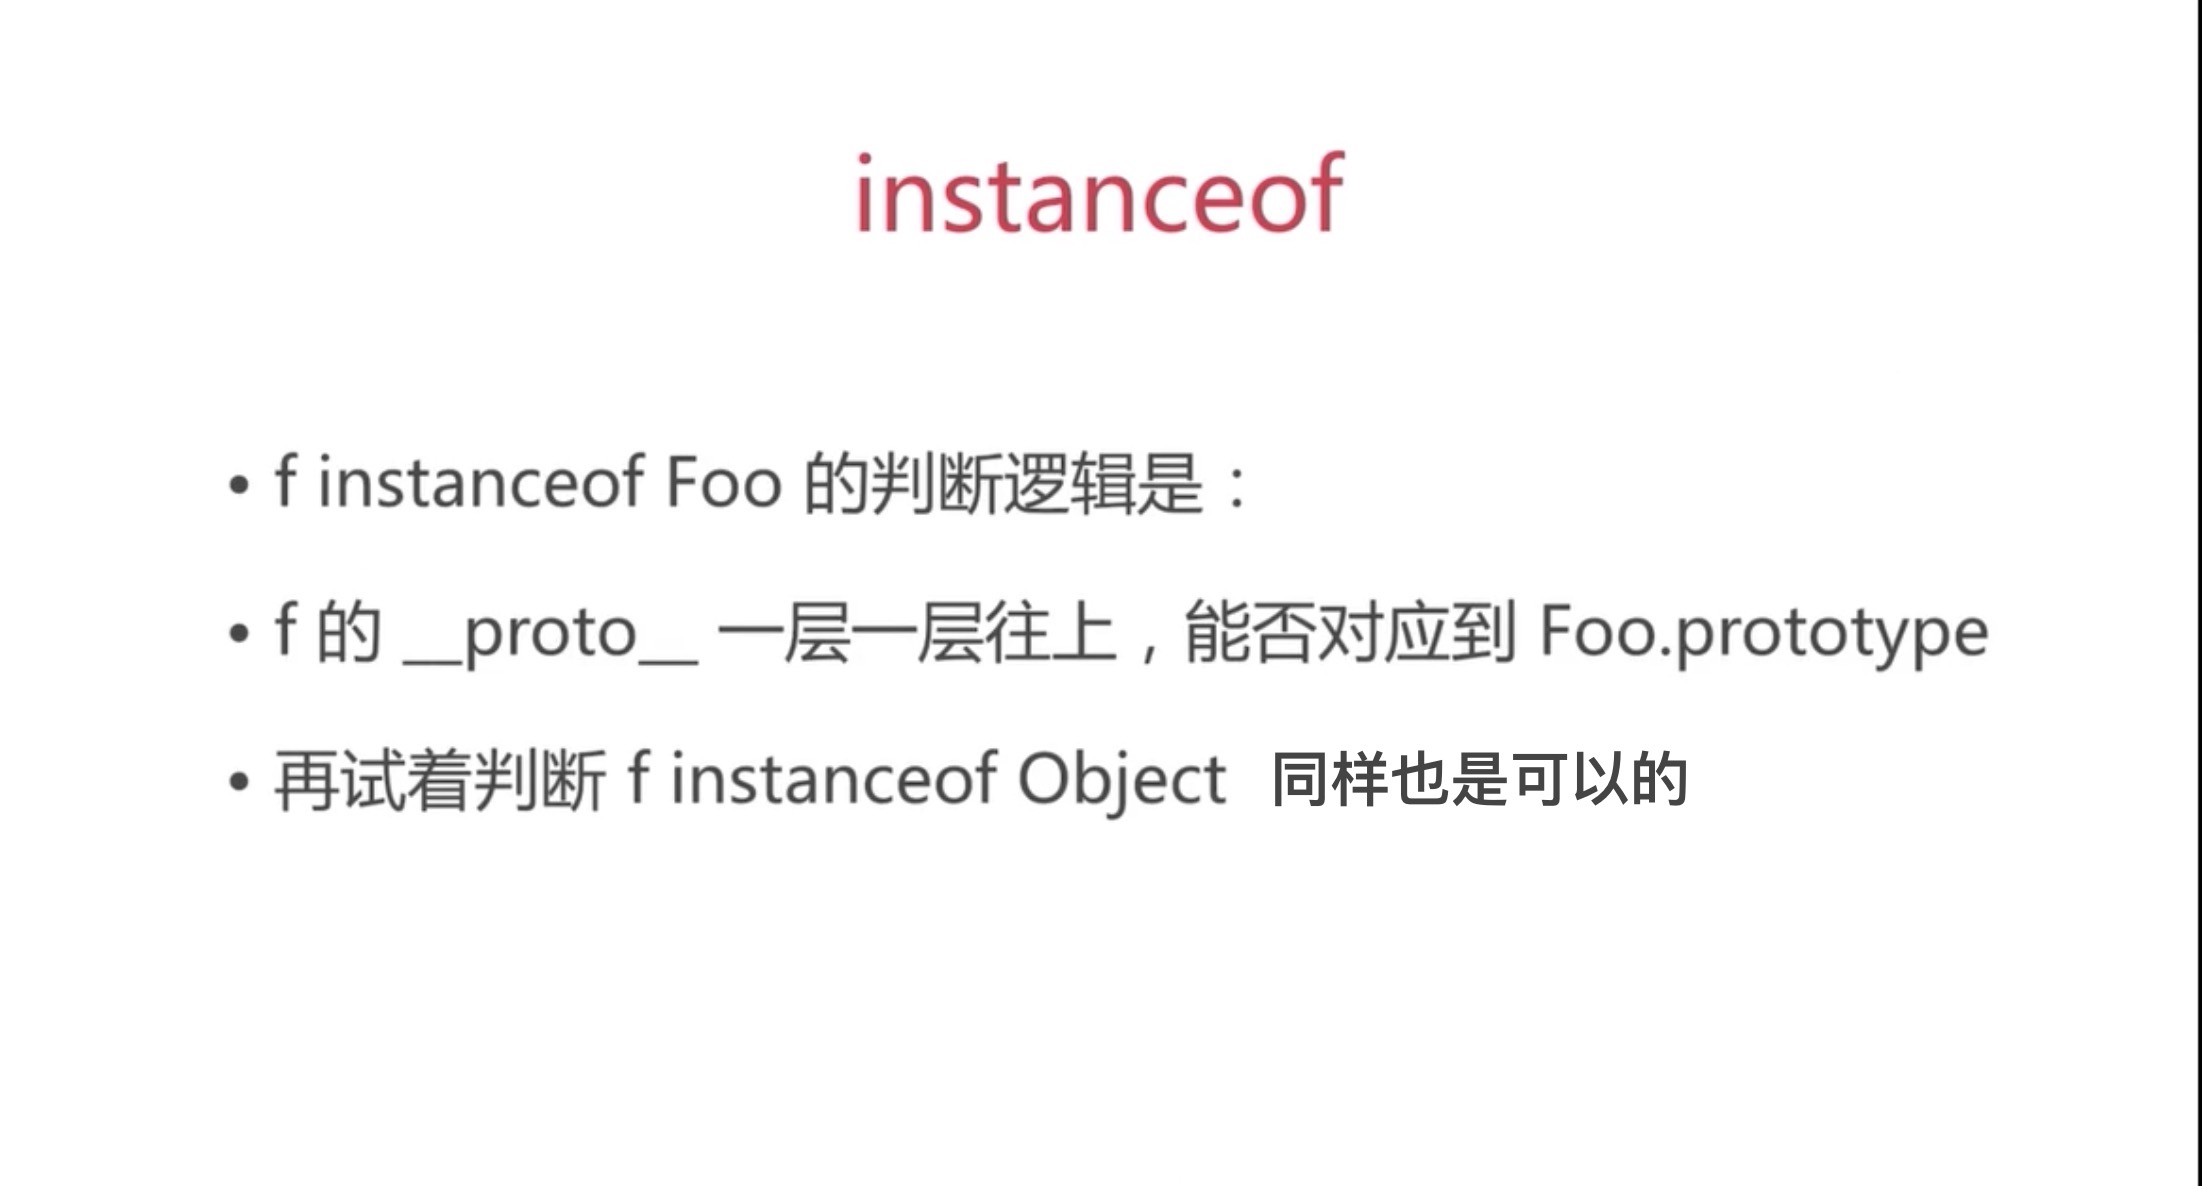 instanceof
• f instanceof Foo 的判断逻辑是：
• f 的 __proto__ 一层一层往上，能否对应到 Foo.prototype
• 再试着判断 f instanceof Object 同样也是可以的